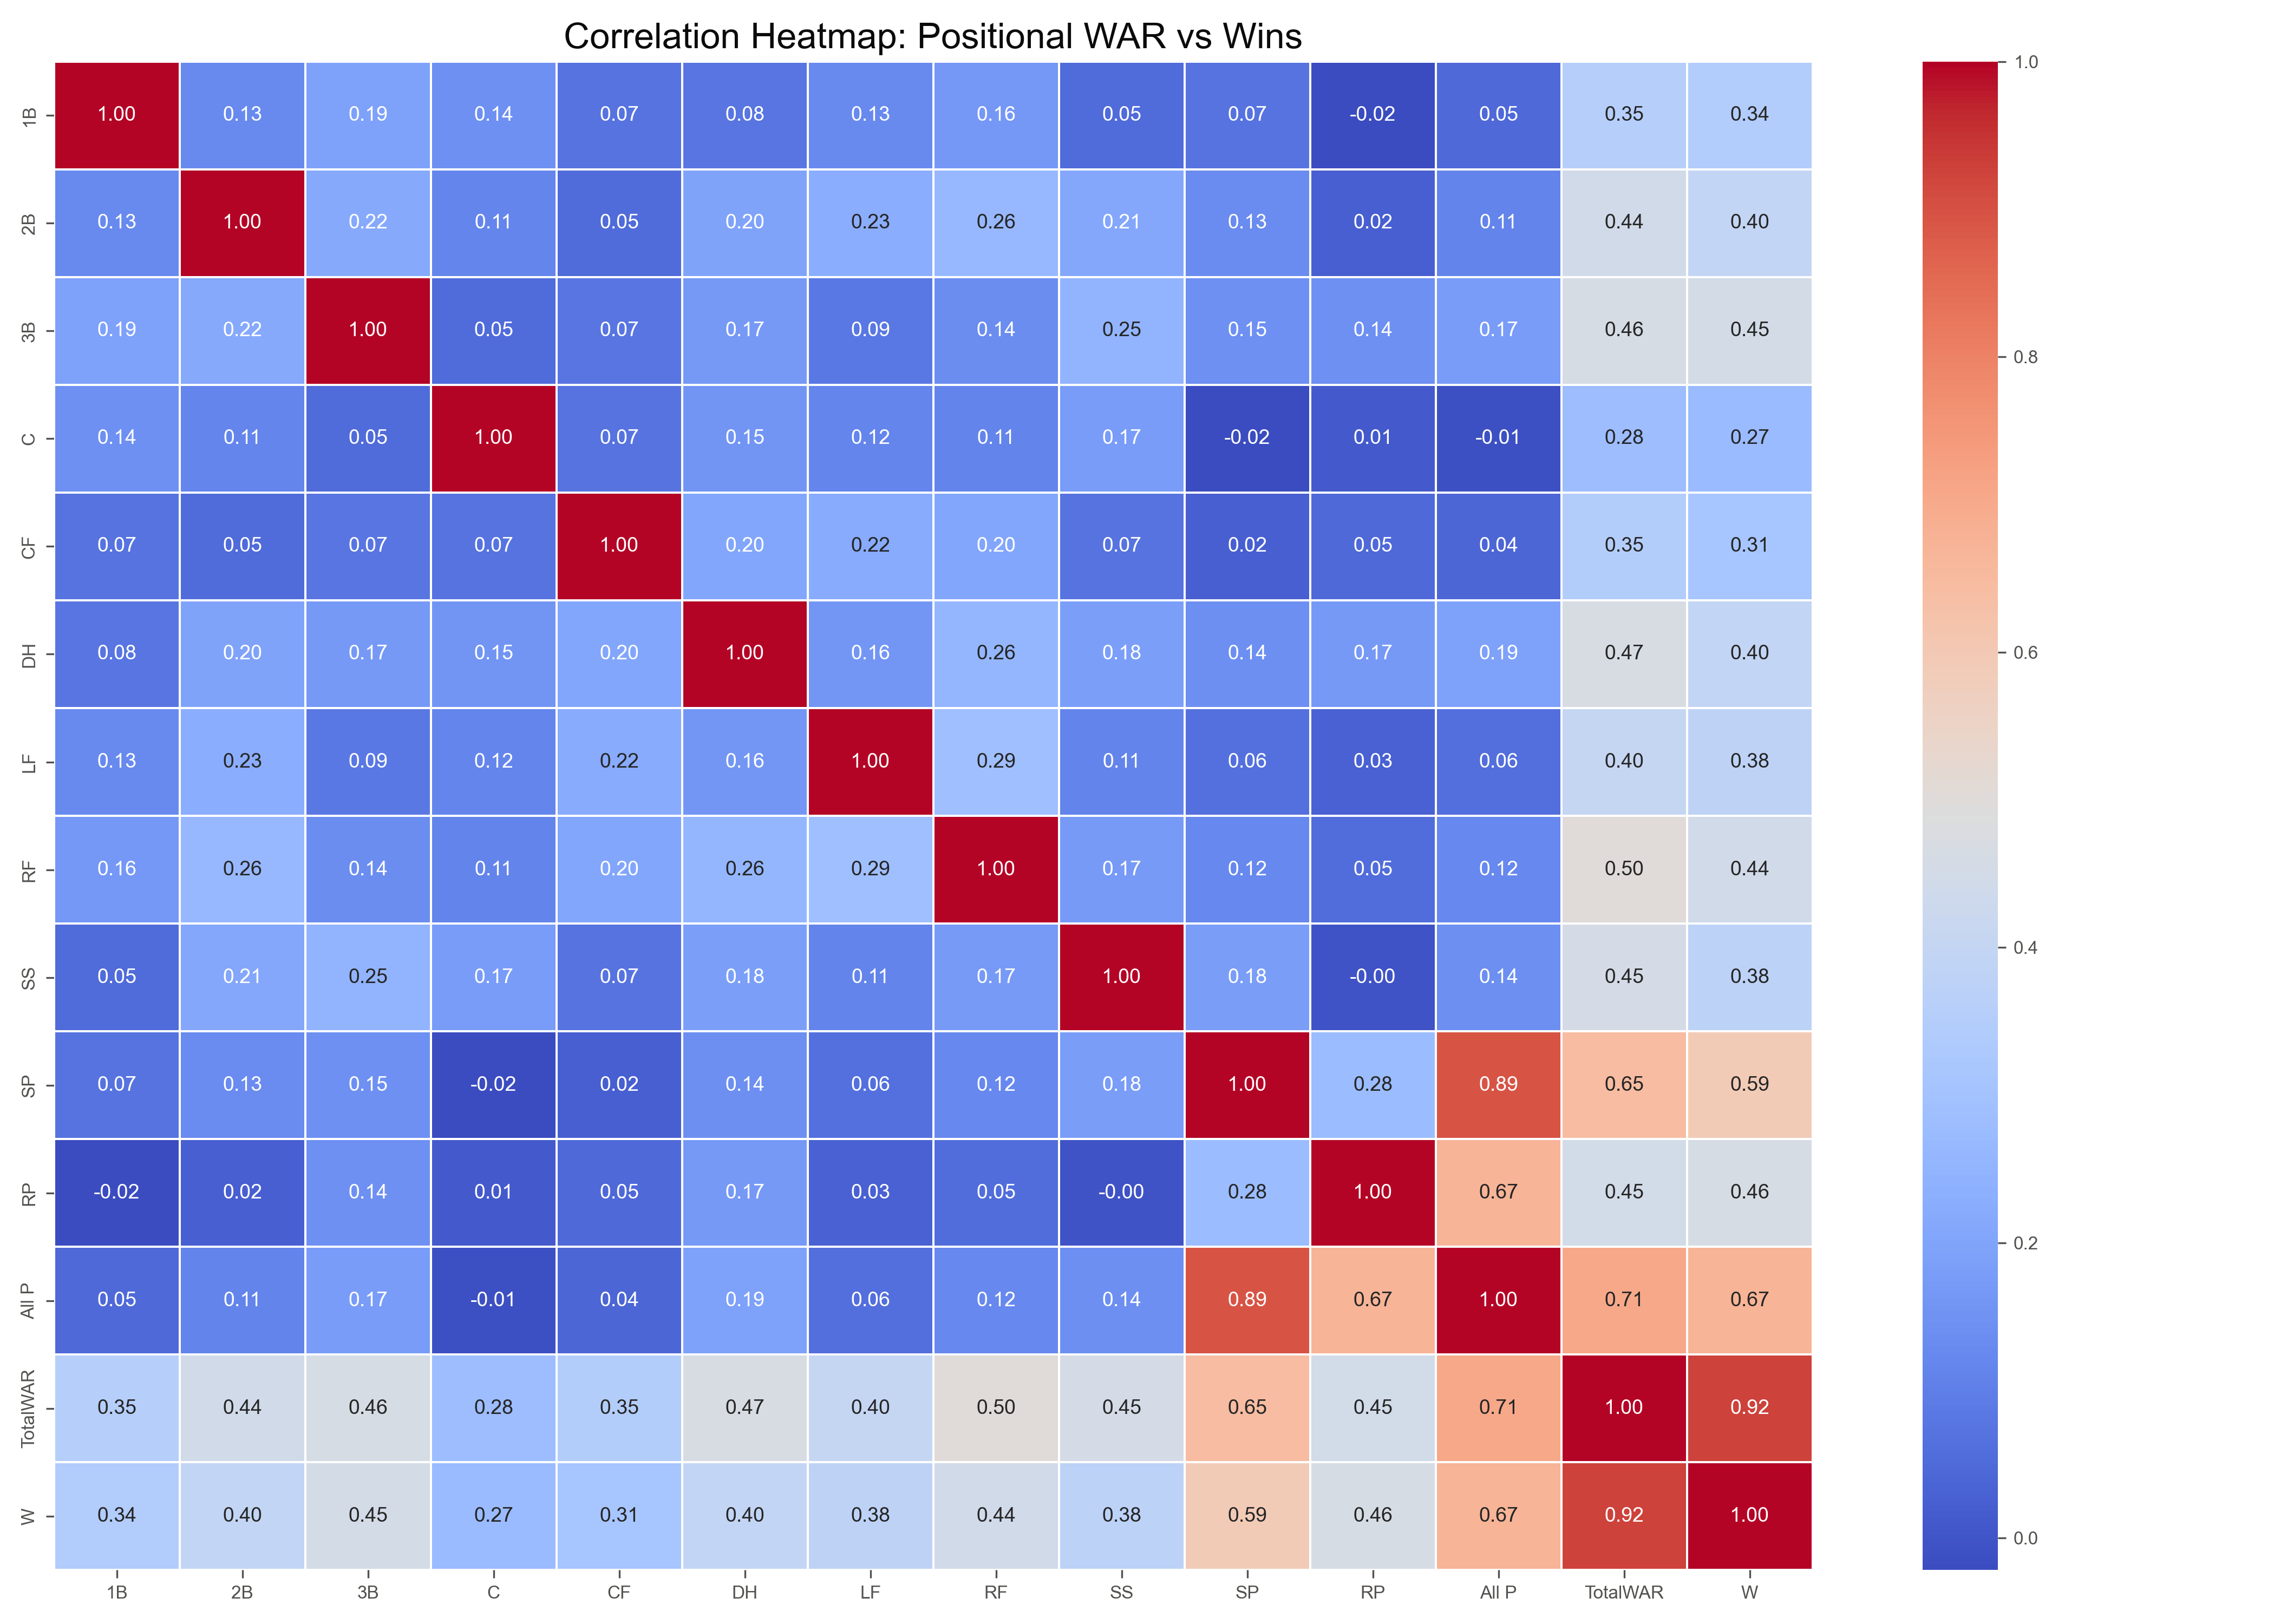 Correlation Heatmap: Positional WAR vs Wins
1B 1.00 0.13 0.19 0.14 0.07 0.08 0.13 0.16 0.05 0.07 -0.02 0.05 0.35 0.34
2B 0.13 1.00 0.22 0.11 0.05 0.20 0.23 0.26 0.21 0.13 0.02 0.11 0.44 0.40
3B 0.19 0.22 1.00 0.05 0.07 0.17 0.09 0.14 0.25 0.15 0.14 0.17 0.46 0.45
C 0.14 0.11 0.05 1.00 0.07 0.15 0.12 0.11 0.17 -0.02 0.01 -0.01 0.28 0.27
CF 0.07 0.05 0.07 0.07 1.00 0.20 0.22 0.20 0.07 0.02 0.05 0.04 0.35 0.31
DH 0.08 0.20 0.17 0.15 0.20 1.00 0.16 0.26 0.18 0.14 0.17 0.19 0.47 0.40
LF 0.13 0.23 0.09 0.12 0.22 0.16 1.00 0.29 0.11 0.06 0.03 0.06 0.40 0.38
RF 0.16 0.26 0.14 0.11 0.20 0.26 0.29 1.00 0.17 0.12 0.05 0.12 0.50 0.44
SS 0.05 0.21 0.25 0.17 0.07 0.18 0.11 0.17 1.00 0.18 -0.00 0.14 0.45 0.38
SP 0.07 0.13 0.15 -0.02 0.02 0.14 0.06 0.12 0.18 1.00 0.28 0.89 0.65 0.59
RP -0.02 0.02 0.14 0.01 0.05 0.17 0.03 0.05 -0.00 0.28 1.00 0.67 0.45 0.46
All P 0.05 0.11 0.17 -0.01 0.04 0.19 0.06 0.12 0.14 0.89 0.67 1.00 0.71 0.67
TotalWAR 0.35 0.44 0.46 0.28 0.35 0.47 0.40 0.50 0.45 0.65 0.45 0.71 1.00 0.92
W 0.34 0.40 0.45 0.27 0.31 0.40 0.38 0.44 0.38 0.59 0.46 0.67 0.92 1.00
1B 2B 3B C CF DH LF RF SS SP RP All P TotalWAR W
1.0
0.8
0.6
0.4
0.2
0.0